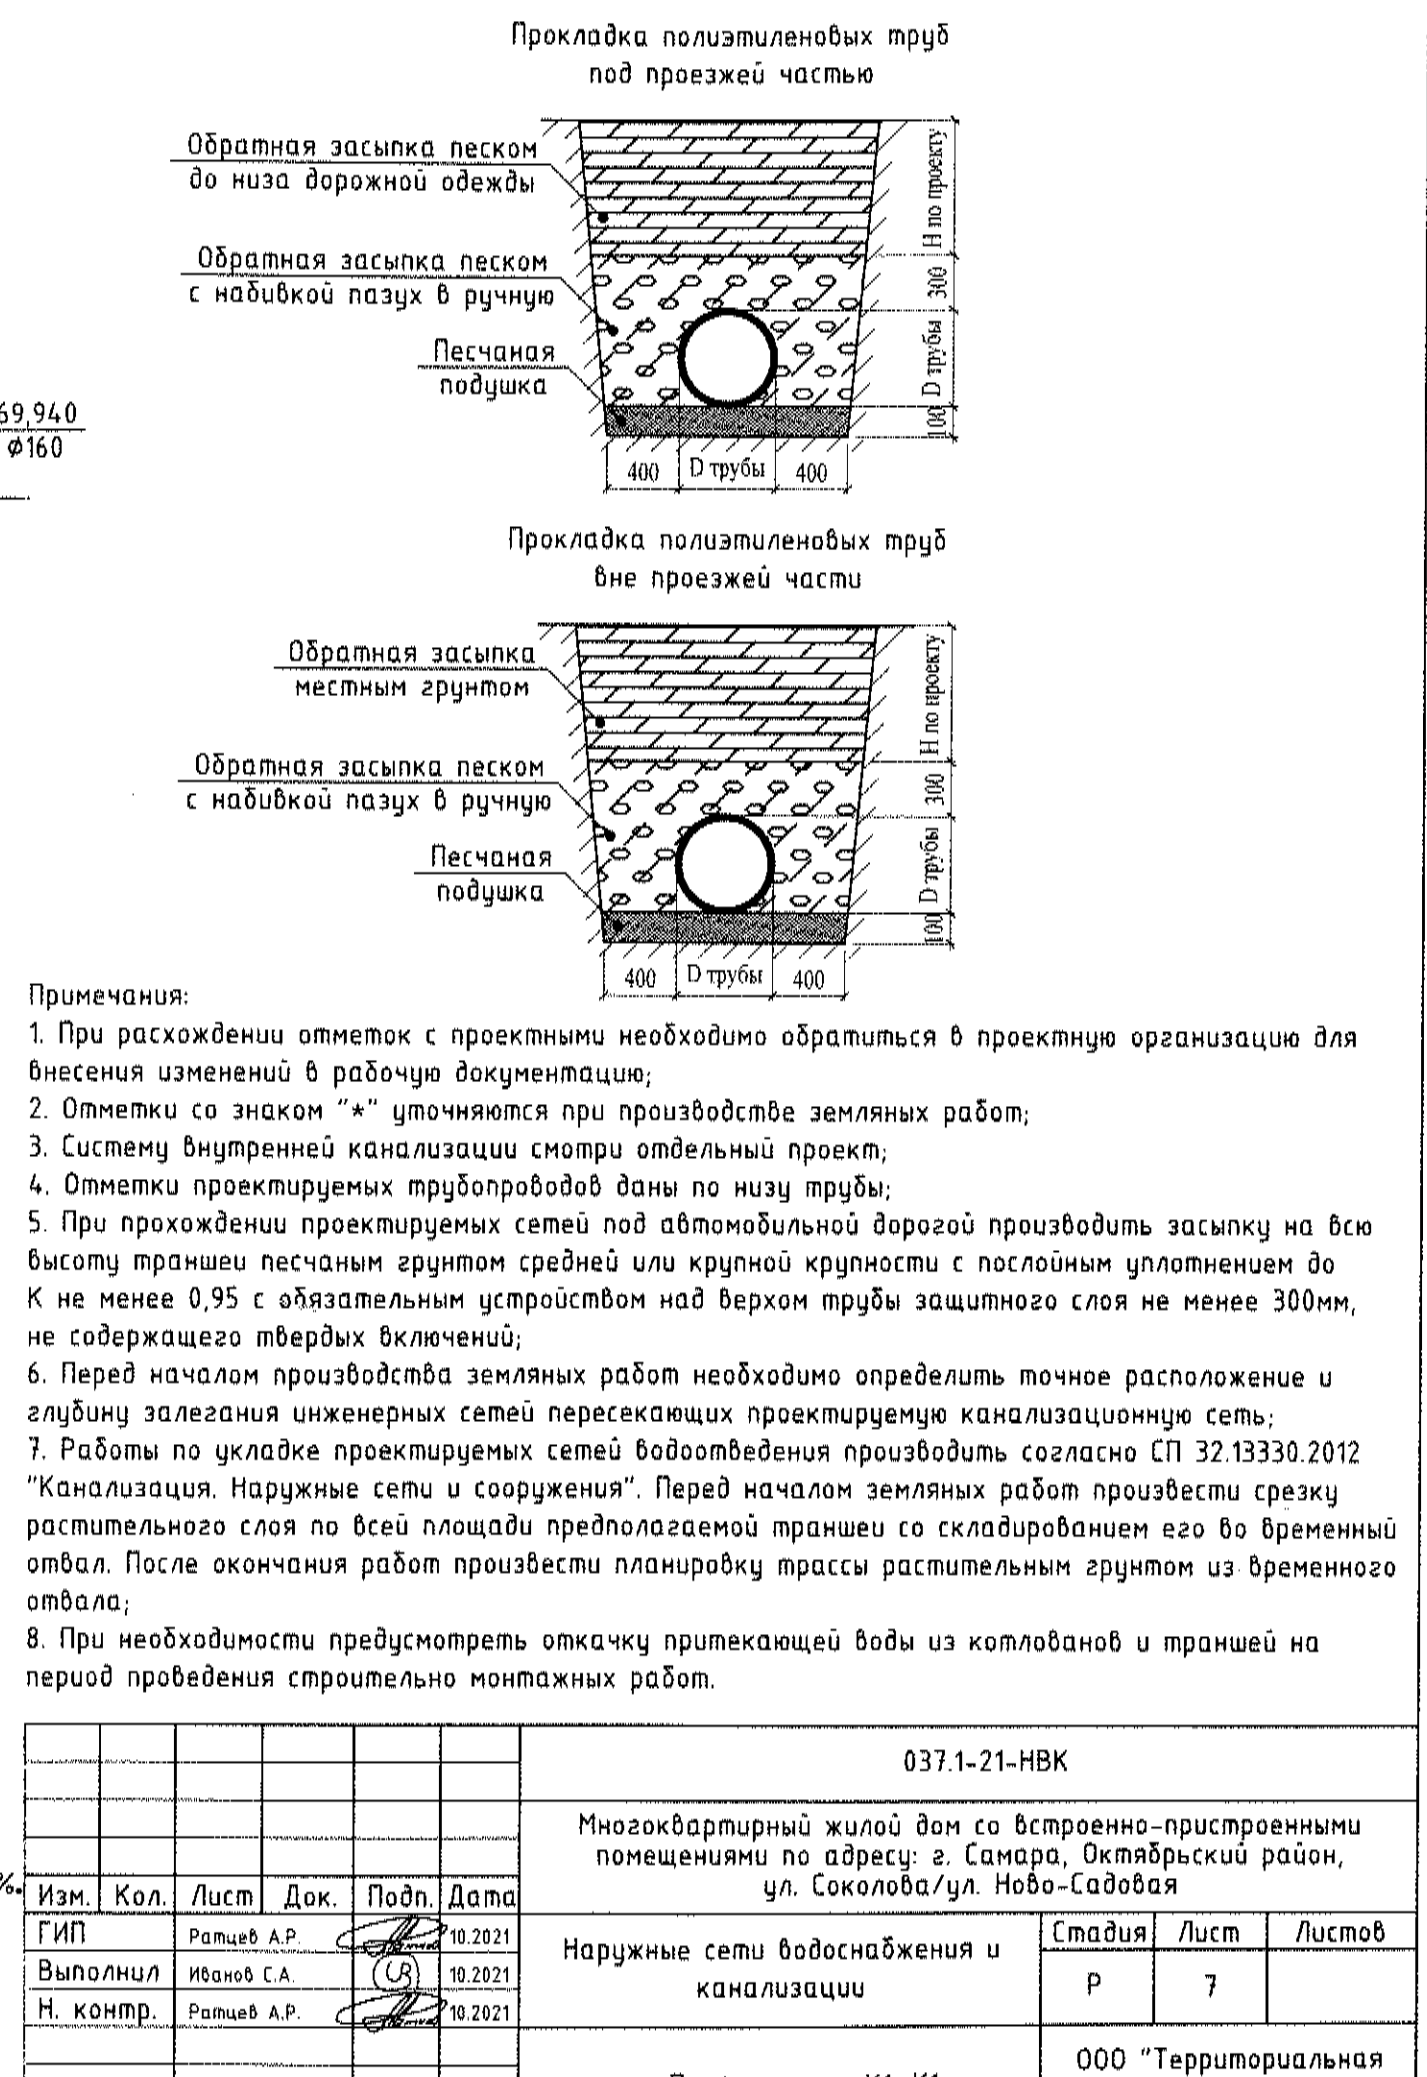 Прокладка полиэтиленовых труб
под проезжей частью
Обратная засыпка песком
до низа дорожной одежды
Обратная засыпка песком
с набивкой пазух в ручную
Песчаная
подушка
Н по проекту
300
D трубы
100
400
D трубы
400
69,940
Ф160
Прокладка полиэтиленовых труб
вне проезжей части
Обратная засыпка
местным грунтом
Обратная засыпка песком
с набивкой пазух в ручную
Песчаная
подушка
Н по проекту
300
D трубы
100
400
D трубы
400
Примечания:
1. При расхождении отметок с проектными необходимо обратиться в проектную организацию для
внесения изменений в рабочую документацию;
2. Отметки со знаком "*" уточняются при производстве земляных работ;
3. Систему внутренней канализации смотри отдельный проект;
4. Отметки проектируемых трубопроводов даны по низу трубы;
5. При прохождении проектируемых сетей под автомобильной дорогой производить засыпку на всю
высоту траншеи песчаным грунтом средней или крупной крупности с послойным уплотнением до
К не менее 0,95 с обязательным устройством над верхом трубы защитного слоя не менее 300мм,
не содержащего твердых включений;
6. Перед началом производства земляных работ необходимо определить точное расположение и
глубину залегания инженерных сетей пересекающих проектируемую канализационную сеть;
7. Работы по укладке проектируемых сетей водоотведения производить согласно СП 32.13330.2012
"Канализация. Наружные сети и сооружения". Перед началом земляных работ произвести срезку
растительного слоя по всей площади предполагаемой траншеи со складированием его во временный
отвал. После окончания работ произвести планировку трассы растительным грунтом из временного
отвала;
8. При необходимости предусмотреть откачку притекающей воды из котлованов и траншей на
период проведения строительно монтажных работ.
037.1-21-НВК
Многоквартирный жилой дом со встроенно-пристроенными
помещениями по адресу: г. Самара, Октябрьский район,
ул. Соколова/ул. Ново-Садовая
Изм. Кол. Лист Док. Подп. Дата
ГИП Ратцев А.Р. 10.2021
Выполнил Иванов С.А. 10.2021
Н. контр. Ратцев А.Р. 10.2021
Наружные сети водоснабжения и
канализации
Стадия Лист Листов
Р 7
ООО "Территориальная